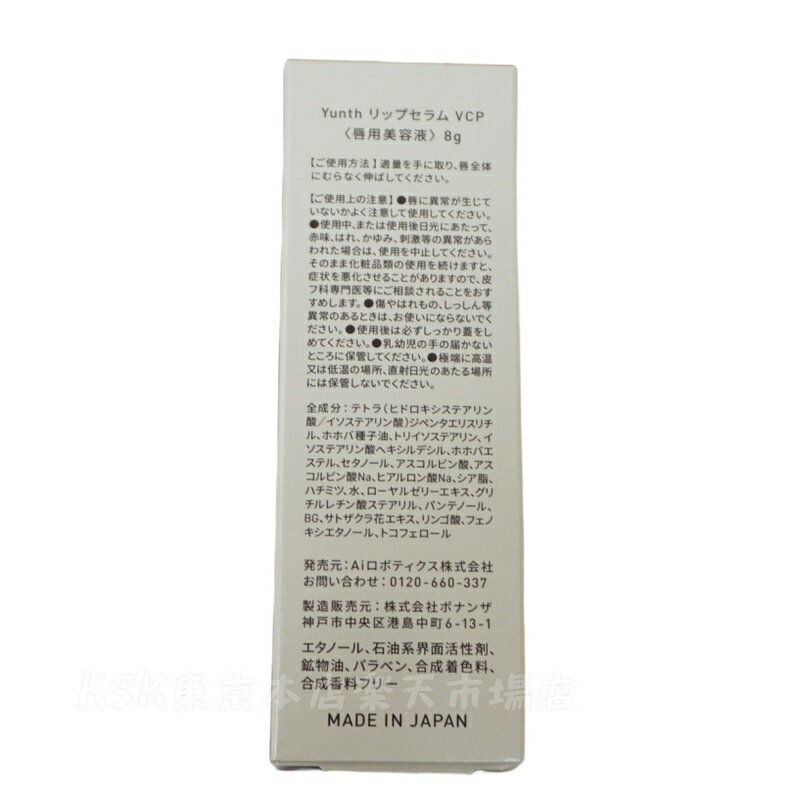 Yunth リップセラム VCP
〈唇用美容液〉8g
【ご使用方法】適量を手に取り、唇全体
にむらなく伸ばしてください。
【ご使用上の注意】●唇に異常が生じて
いないかよく注意して使用してください。
●使用中、または使用後日光にあたって、
赤味、はれ、かゆみ、刺激等の異常があら
われた場合は、使用を中止してください。
そのまま化粧品類の使用を続けますと、
症状を悪化させることがありますので、皮
フ科専門医等にご相談されることをおす
すめします。●傷やはれもの、しっしん等
異常のあるときは、お使いにならないでく
ださい。●使用後は必ずしっかり蓋をし
めてください。●乳幼児の手の届かない
ところに保管してください。●極端に高温
又は低温の場所、直射日光のあたる場所
には保管しないでください。
全成分：テトラ（ヒドロキシステアリン
酸／イソステアリン酸）ジペンタエリスリチ
ル、ホホバ種子油、トリイソステアリン、イ
ソステアリン酸ヘキシルデシル、ホホバエ
ステル、セタノール、アスコルビン酸、アス
コルビン酸Na、ヒアルロン酸Na、シア脂、
ハチミツ、水、ローヤルゼリーエキス、グリ
チルレチン酸ステアリル、パンテノール、
BG、サトザクラ花エキス、リンゴ酸、フェノ
キシエタノール、トコフェロール
発売元：Aiロボティクス株式会社
お問い合わせ：0120-660-337
製造販売元：株式会社ボナンザ
神戸市中央区港島中町6-13-1
エタノール、石油系界面活性剤、
鉱物油、パラベン、合成着色料、
合成香料フリー
KSK東京本店楽天市場店
MADE IN JAPAN